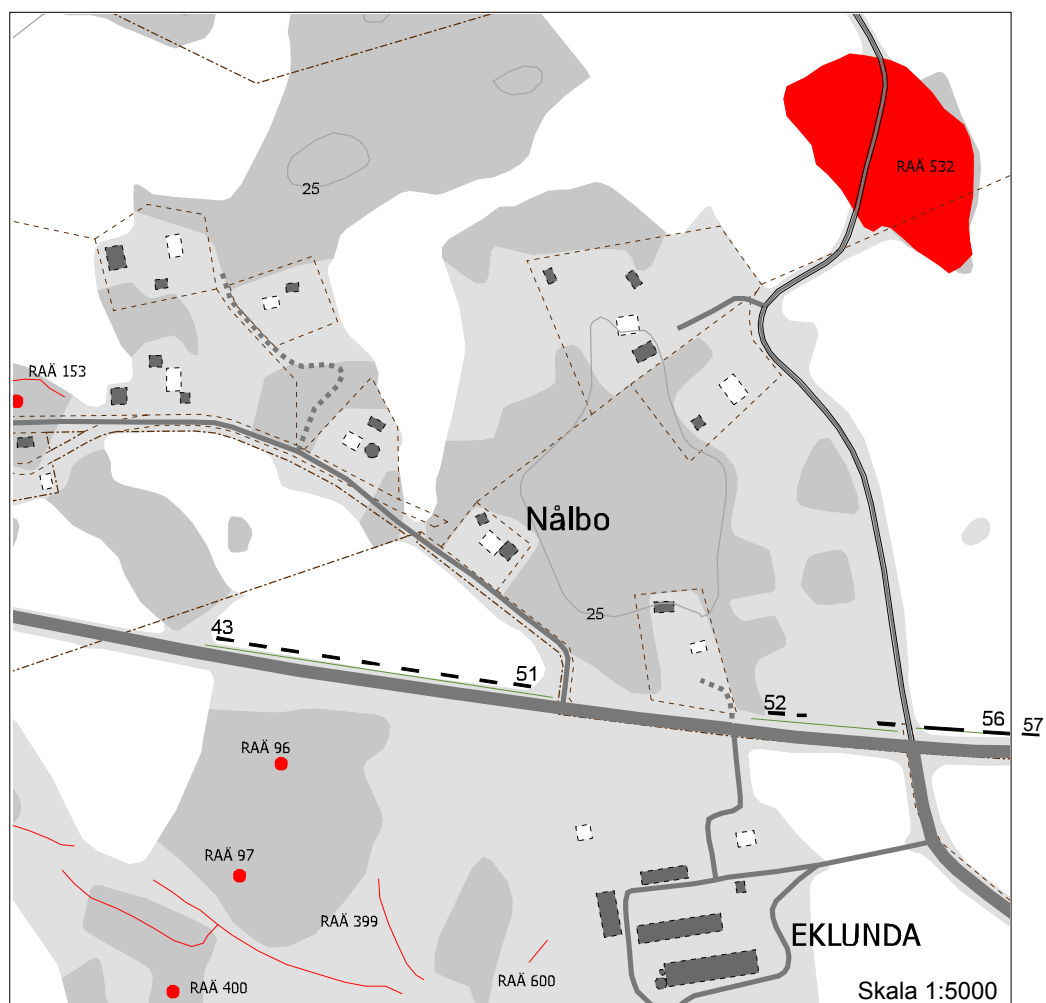 RAÄ 532
25
RAÄ 153
Nålbo
25
43
51
52
56
57
RAÄ 96
RAÄ 97
RAÄ 399
EKLUNDA
RAÄ 600
RAÄ 400
Skala 1:5000